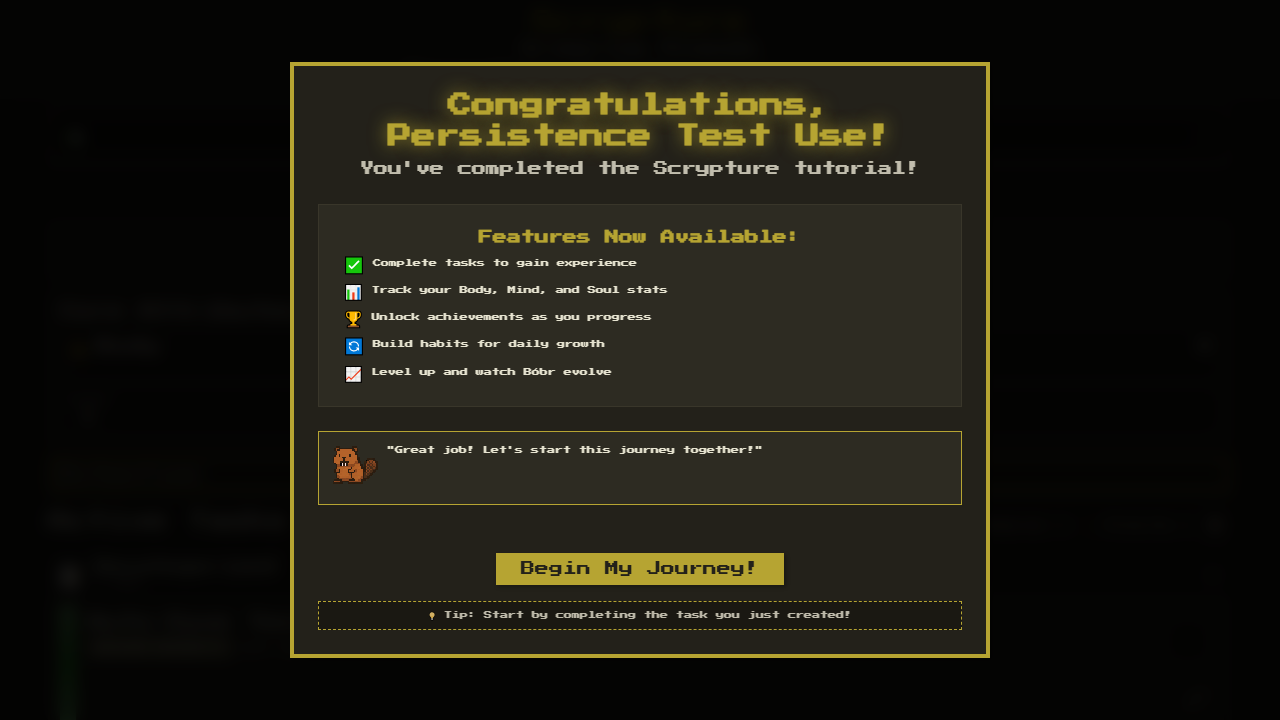 Congratulations,
Persistence Test Use!
You've completed the Scrypture tutorial!
Features Now Available:
Complete tasks to gain experience
Track your Body, Mind, and Soul stats
Unlock achievements as you progress
Build habits for daily growth
Level up and watch Bóbr evolve
"Great job! Let's start this journey together!"
Begin My Journey!
Tip: Start by completing the task you just created!